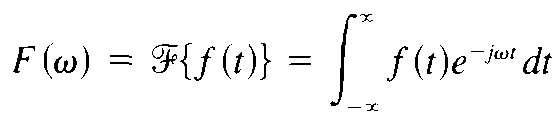 F(ω) = ℱ{f(t)} = ∫_{-∞}^{∞} f(t)e^{-jωt} dt